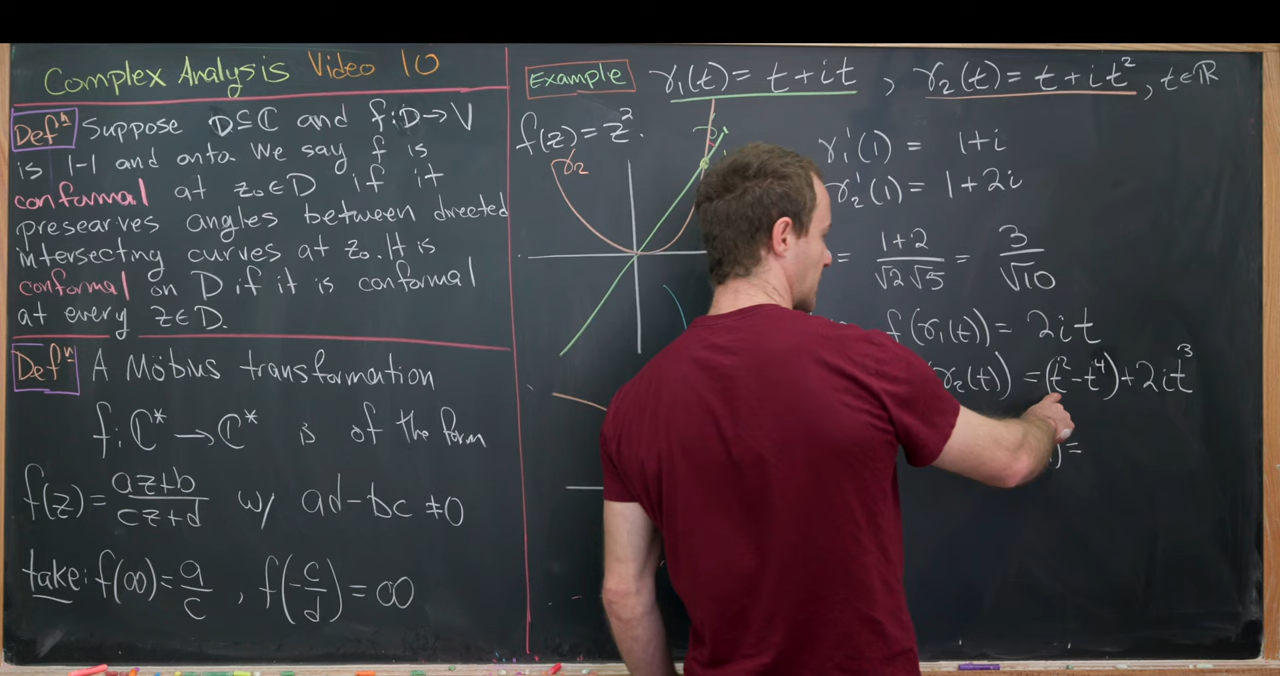 Complex Analysis Video 10
Defⁿ Suppose D⊆ℂ and f:D→V
is 1-1 and onto. We say f is
conformal at z₀∈D if it
presearves angles between directed
intersecting curves at z₀. It is
conformal on D if it is conformal
at every z∈D.
Defⁿ A Möbius transformation
f: ℂ* → ℂ* is of the form
f(z) = (az+b)/(cz+d) w/ ad-bc ≠0
take: f(∞) = a/c , f(-c/d) = ∞
Example γ₁(t) = t+it , γ₂(t) = t+it², t∈ℝ
f(z) = z².
γ₂
γ₁'(1) = 1+i
γ₂'(1) = 1+2i
= (1+2)/(√2√5) = 3/√10
f(γ₁(t)) = 2it
γ₂(t)) = (t²-t⁴)+2it³
) =